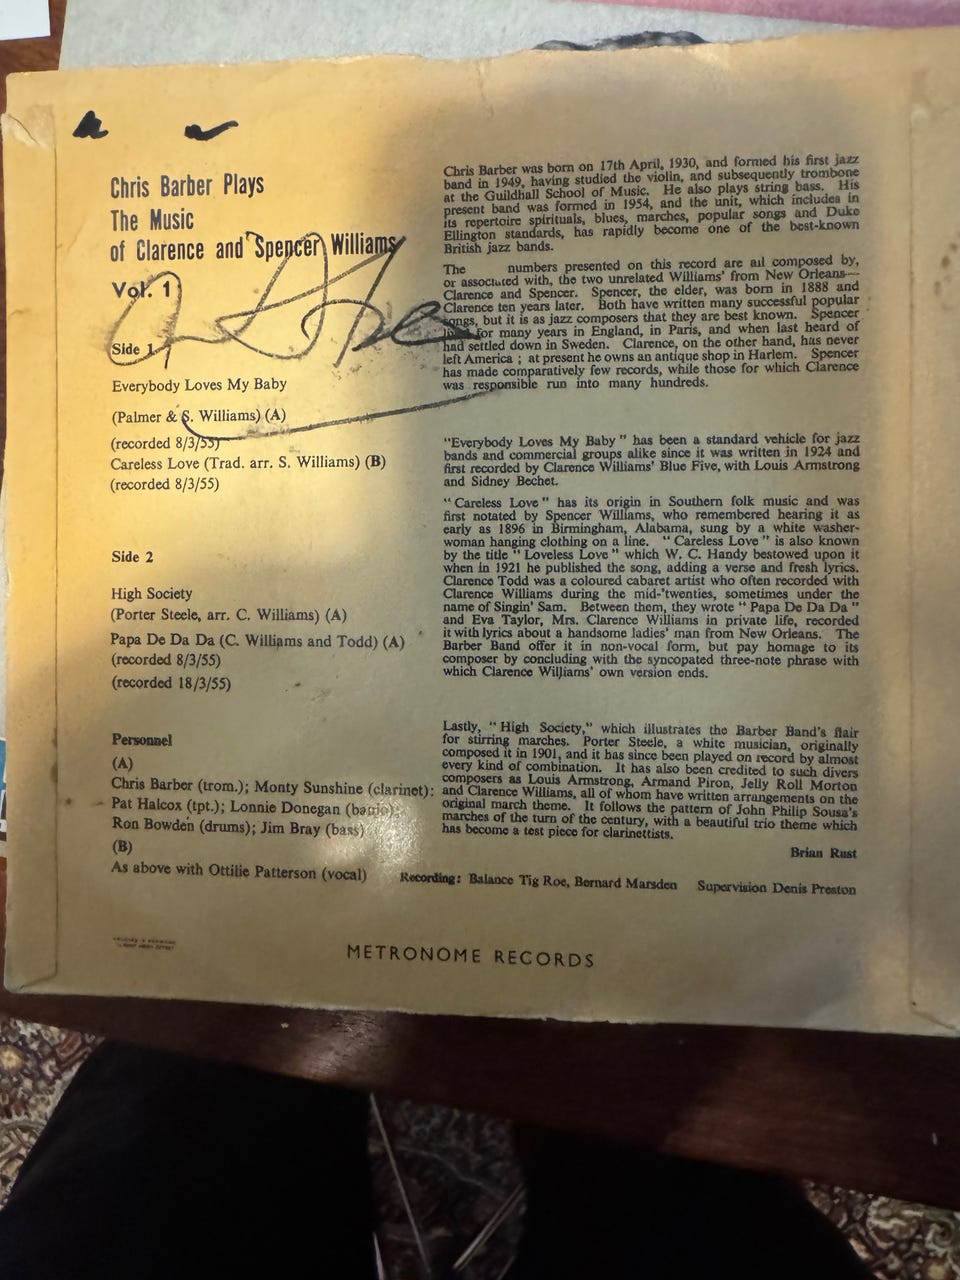 Chris Barber Plays
The Music
of Clarence and Spencer Williams
Vol. 1
Side 1
Everybody Loves My Baby
(Palmer & S. Williams) (A)
(recorded 8/3/55)
Careless Love (Trad. arr. S. Williams) (B)
(recorded 8/3/55)
Side 2
High Society
(Porter Steele, arr. C. Williams) (A)
Papa De Da Da (C. Williams and Todd) (A)
(recorded 8/3/55)
(recorded 18/3/55)
Personnel
(A)
Chris Barber (trom.); Monty Sunshine (clarinet):
Pat Halcox (tpt.); Lonnie Donegan (banjo);
Ron Bowden (drums); Jim Bray (bass)
(B)
As above with Ottilie Patterson (vocal)
Chris Barber was born on 17th April, 1930, and formed his first jazz
band in 1949, having studied the violin, and subsequently trombone
at the Guildhall School of Music. He also plays string bass. His
present band was formed in 1954, and the unit, which includes in
its repertoire spirituals, blues, marches, popular songs and Duke
Ellington standards, has rapidly become one of the best-known
British jazz bands.
The numbers presented on this record are all composed by,
or associated with, the two unrelated Williams' from New Orleans—
Clarence and Spencer. Spencer, the elder, was born in 1888 and
Clarence ten years later. Both have written many successful popular
songs, but it is as jazz composers that they are best known. Spencer
lived for many years in England, in Paris, and when last heard of
had settled down in Sweden. Clarence, on the other hand, has never
left America ; at present he owns an antique shop in Harlem. Spencer
has made comparatively few records, while those for which Clarence
was responsible run into many hundreds.
"Everybody Loves My Baby" has been a standard vehicle for jazz
bands and commercial groups alike since it was written in 1924 and
first recorded by Clarence Williams' Blue Five, with Louis Armstrong
and Sidney Bechet.
"Careless Love" has its origin in Southern folk music and was
first notated by Spencer Williams, who remembered hearing it as
early as 1896 in Birmingham, Alabama, sung by a white washer-
woman hanging clothing on a line. "Careless Love" is also known
by the title "Loveless Love" which W. C. Handy bestowed upon it
when in 1921 he published the song, adding a verse and fresh lyrics.
Clarence Todd was a coloured cabaret artist who often recorded with
Clarence Williams during the mid-'twenties, sometimes under the
name of Singin' Sam. Between them, they wrote "Papa De Da Da"
and Eva Taylor, Mrs. Clarence Williams in private life, recorded
it with lyrics about a handsome ladies' man from New Orleans. The
Barber Band offer it in non-vocal form, but pay homage to its
composer by concluding with the syncopated three-note phrase with
which Clarence Williams' own version ends.
Lastly, "High Society," which illustrates the Barber Band's flair
for stirring marches. Porter Steele, a white musician, originally
composed it in 1901, and it has since been played on record by almost
every kind of combination. It has also been credited to such divers
composers as Louis Armstrong, Armand Piron, Jelly Roll Morton
and Clarence Williams, all of whom have written arrangements on the
original march theme. It follows the pattern of John Philip Sousa's
marches of the turn of the century, with a beautiful trio theme which
has become a test piece for clarinettists.
Brian Rust
Recording: Balance Tig Roe, Bernard Marsden Supervision Denis Preston
METRONOME RECORDS